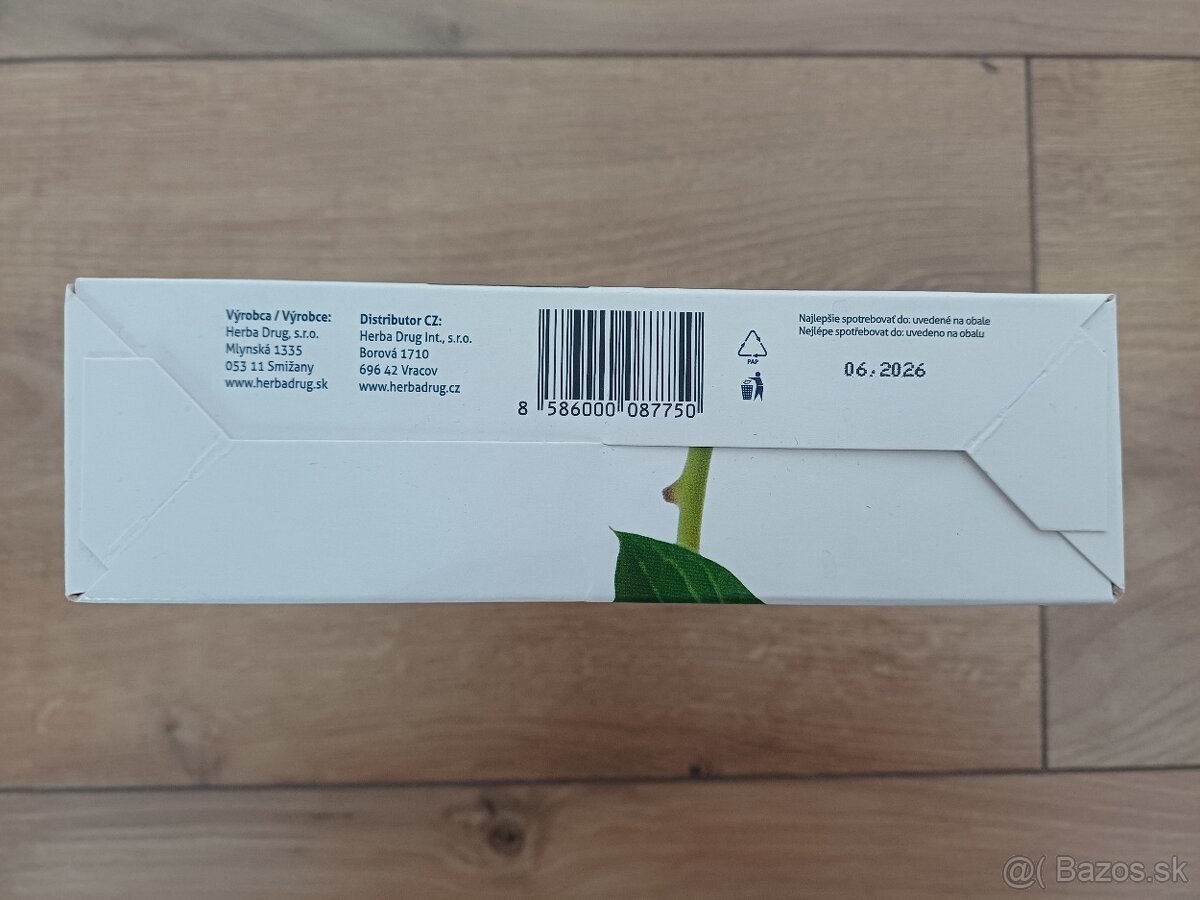 Výrobca / Výrobce:
Herba Drug, s.r.o.
Mlynská 1335
053 11 Smižany
www.herbadrug.sk
Distributor CZ:
Herba Drug Int., s.r.o.
Borová 1710
696 42 Vracov
www.herbadrug.cz
8 586000 087750
PAP
Najlepšie spotrebovať do: uvedené na obale
Nejlépe spotřebovat do: uvedeno na obalu
06.2026
@( Bazos.sk